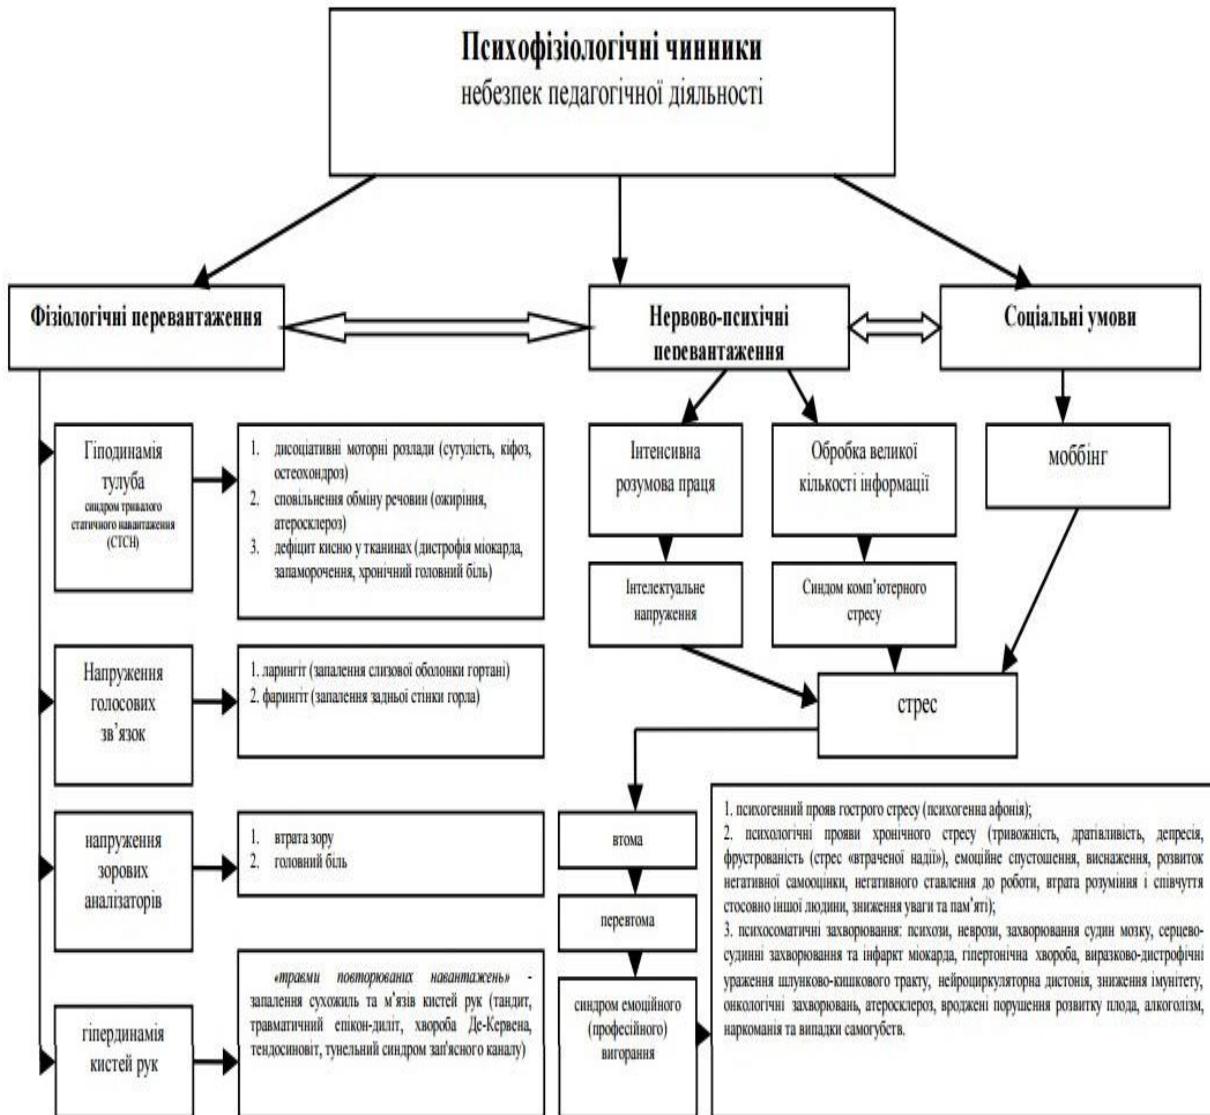 Психофізіологічні чинники
небезпек педагогічної діяльності
Фізіологічні перевантаження
Нервово-психічні
перевантаження
Соціальні умови
Гіподинамія
тулуба
синдром тривалого
статичного навантаження
(СТСН)
1. дисоціативні моторні розлади (сутулість, кіфоз,
остеохондроз)
2. сповільнення обміну речовин (ожиріння,
атеросклероз)
3. дефіцит кисню у тканинах (дистрофія міокарда,
запаморочення, хронічний головний біль)
Інтенсивна
розумова праця
Обробка великої
кількості інформації
моббінг
Інтелектуальне
напруження
Синдом комп’ютерного
стресу
Напруження
голосових
зв’язок
1. ларингіт (запалення слизової оболонки гортані)
2. фарингіт (запалення задньої стінки горла)
стрес
напруження
зорових
аналізаторів
1. втрата зору
2. головний біль
втома
перевтома
синдром емоційного
(професійного)
вигорання
1. психогенний прояв гострого стресу (психогенна афонія);
2. психологічні прояви хронічного стресу (тривожність, дратівливість, депресія,
фрустрованість (стрес «втраченої надії»), емоційне спустошення, виснаження, розвиток
негативної самооцінки, негативного ставлення до роботи, втрата розуміння і співчуття
стосовно іншої людини, зниження уваги та пам’яті);
3. психосоматичні захворювання: психози, неврози, захворювання судин мозку, серцево-
судинні захворювання та інфаркт міокарда, гіпертонічна хвороба, виразково-дистрофічні
ураження шлунково-кишкового тракту, нейроциркуляторна дистонія, зниження імунітету,
онкологічні захворювань, атеросклероз, вроджені порушення розвитку плода, алкоголізм,
наркоманія та випадки самогубств.
гіпердинамія
кистей рук
«травми повторюваних навантажень» -
запалення сухожиль та м’язів кистей рук (тандит,
травматичний епікон-диліт, хвороба Де-Кервена,
тендосиновіт, тунельний синдром зап'ясного каналу)